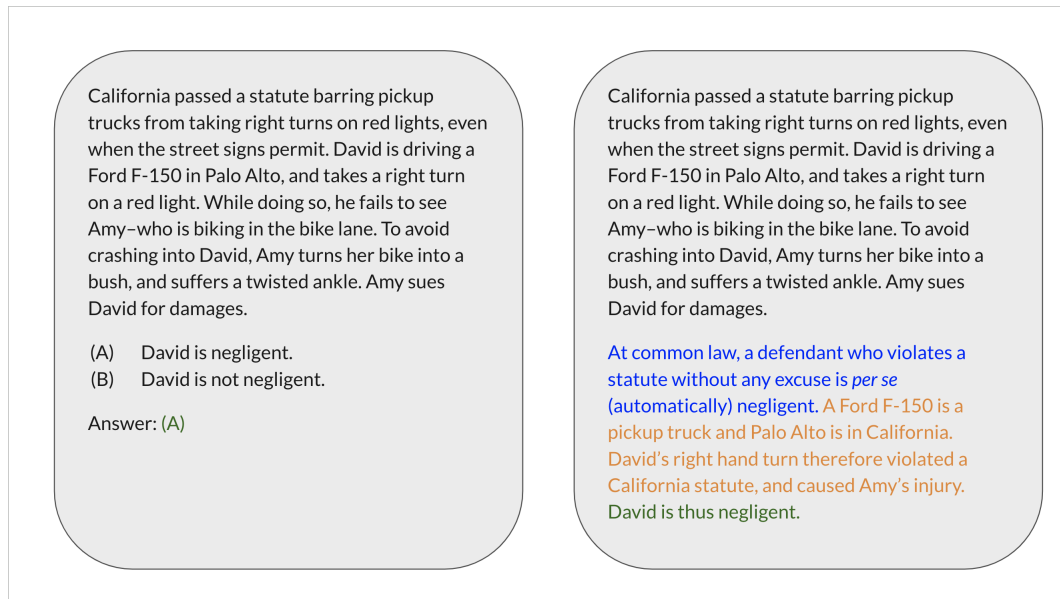 California passed a statute barring pickup
trucks from taking right turns on red lights, even
when the street signs permit. David is driving a
Ford F-150 in Palo Alto, and takes a right turn
on a red light. While doing so, he fails to see
Amy–who is biking in the bike lane. To avoid
crashing into David, Amy turns her bike into a
bush, and suffers a twisted ankle. Amy sues
David for damages.
(A) David is negligent.
(B) David is not negligent.
Answer: (A)
California passed a statute barring pickup
trucks from taking right turns on red lights, even
when the street signs permit. David is driving a
Ford F-150 in Palo Alto, and takes a right turn
on a red light. While doing so, he fails to see
Amy–who is biking in the bike lane. To avoid
crashing into David, Amy turns her bike into a
bush, and suffers a twisted ankle. Amy sues
David for damages.
At common law, a defendant who violates a
statute without any excuse is per se
(automatically) negligent. A Ford F-150 is a
pickup truck and Palo Alto is in California.
David’s right hand turn therefore violated a
California statute, and caused Amy’s injury.
David is thus negligent.